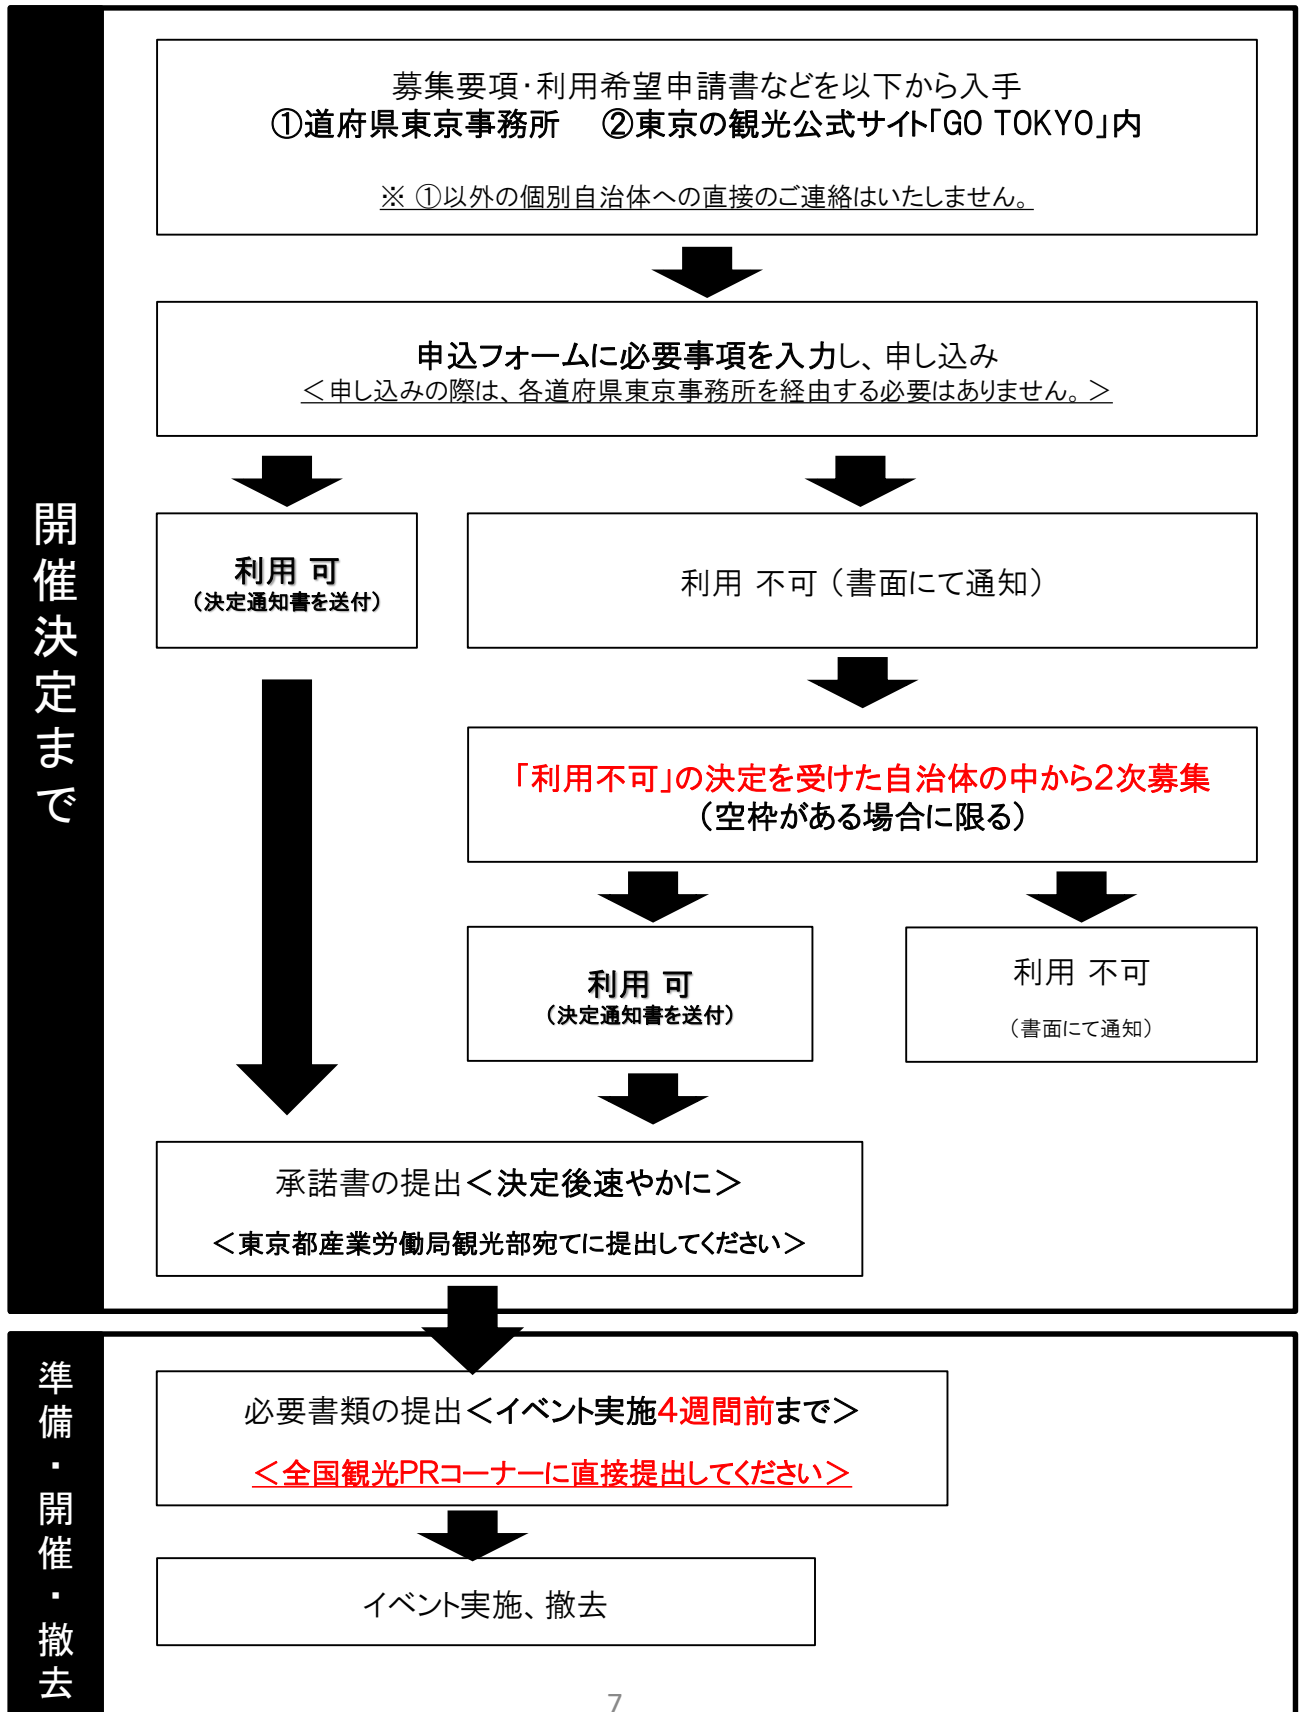 開催決定まで
募集要項・利用希望申請書などを以下から入手
①道府県東京事務所　②東京の観光公式サイト「GO TOKYO」内
※ ①以外の個別自治体への直接のご連絡はいたしません。
申込フォームに必要事項を入力し、申し込み
＜申し込みの際は、各道府県東京事務所を経由する必要はありません。＞
利用 可
（決定通知書を送付）
利用 不可（書面にて通知）
「利用不可」の決定を受けた自治体の中から２次募集
（空枠がある場合に限る）
利用 可
（決定通知書を送付）
利用 不可
（書面にて通知）
承諾書の提出＜決定後速やかに＞
＜東京都産業労働局観光部宛てに提出してください＞
準備・開催・撤去
必要書類の提出＜イベント実施４週間前まで＞
＜全国観光PRコーナーに直接提出してください＞
イベント実施、撤去
7